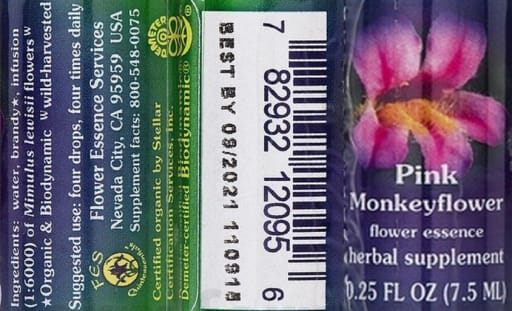 Ingredients: water, brandy★, infusion
(1:6000) of Mimulus lewisii flowers ᵂ
★Organic & Biodynamic ᵂ wild-harvested
Suggested use: four drops, four times daily
Flower Essence Services
Nevada City, CA 95959 USA
Supplement facts: 800-548-0075
FES
Certified organic by Stellar
Certification Services, Inc.
Demeter-certified Biodynamic®
DEMETER
BEST BY 09/2021 110918
7 82932 12095 6
Pink
Monkeyflower
flower essence
herbal supplement
0.25 FL OZ (7.5 ML)